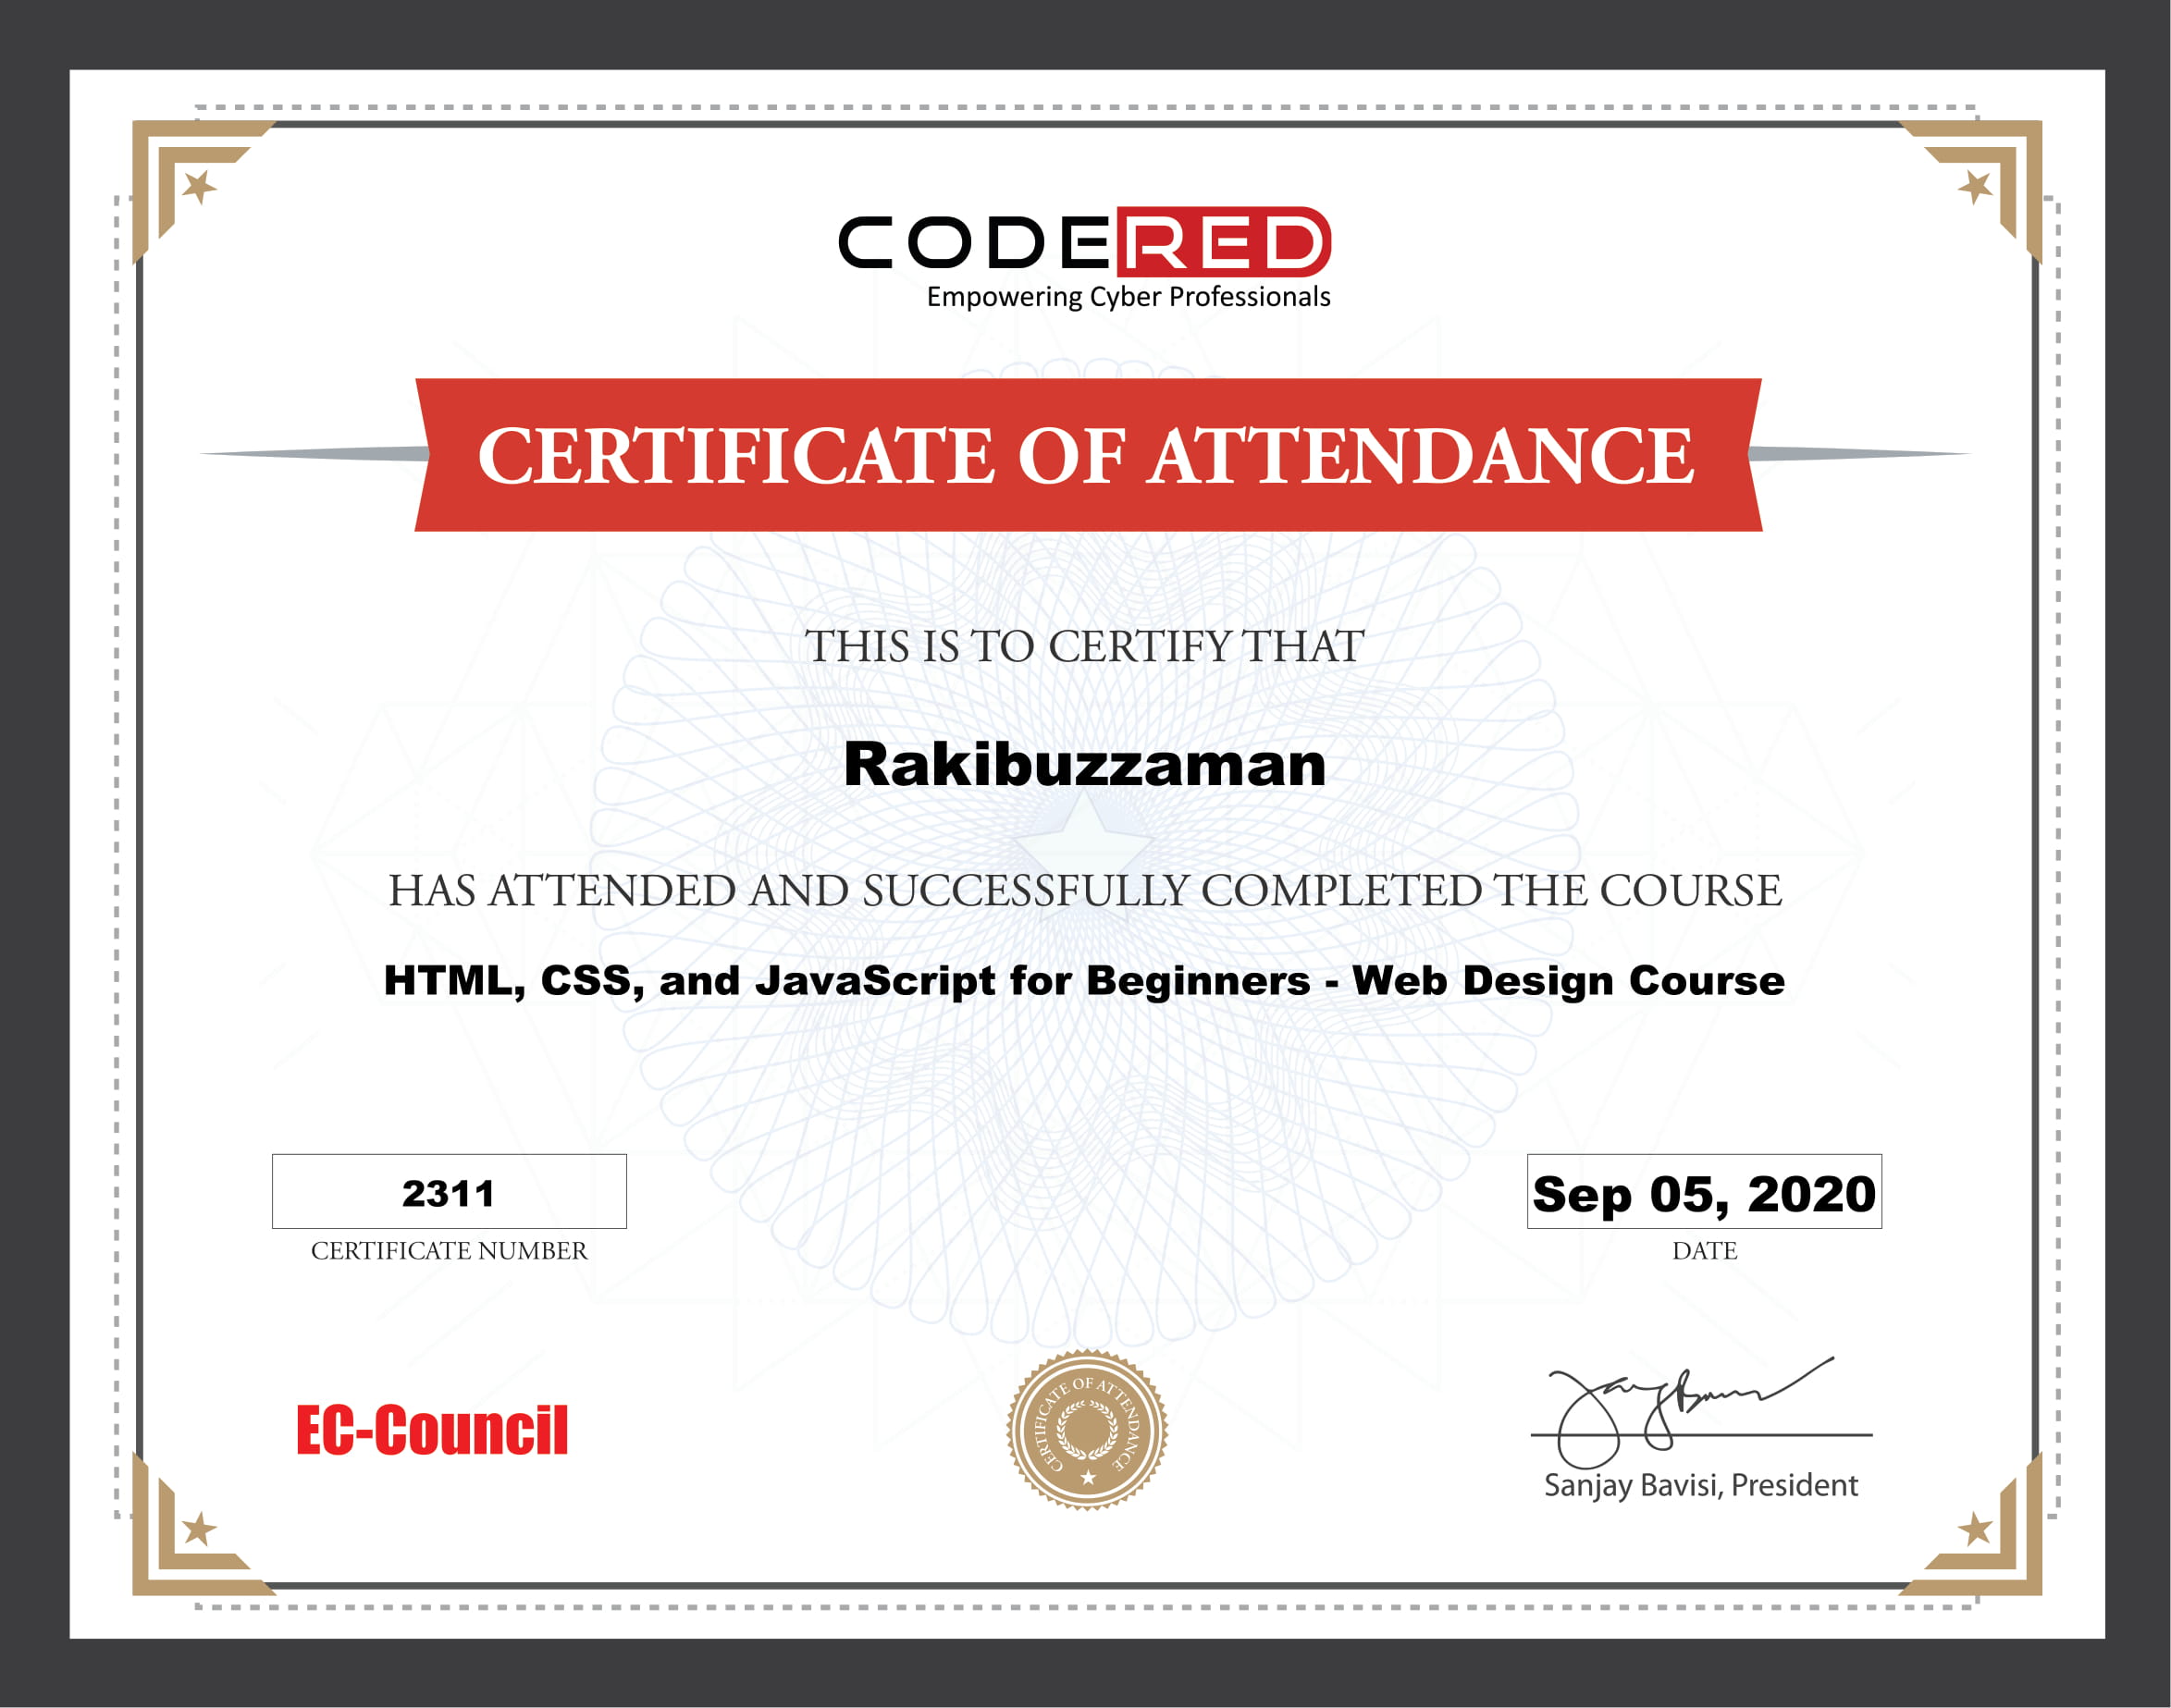 CODERED
Empowering Cyber Professionals
CERTIFICATE OF ATTENDANCE
THIS IS TO CERTIFY THAT
Rakibuzzaman
HAS ATTENDED AND SUCCESSFULLY COMPLETED THE COURSE
HTML, CSS, and JavaScript for Beginners - Web Design Course
2311
CERTIFICATE NUMBER
Sep 05, 2020
DATE
EC-Council
CERTIFICATE OF ATTENDANCE
Sanjay Bavisi, President